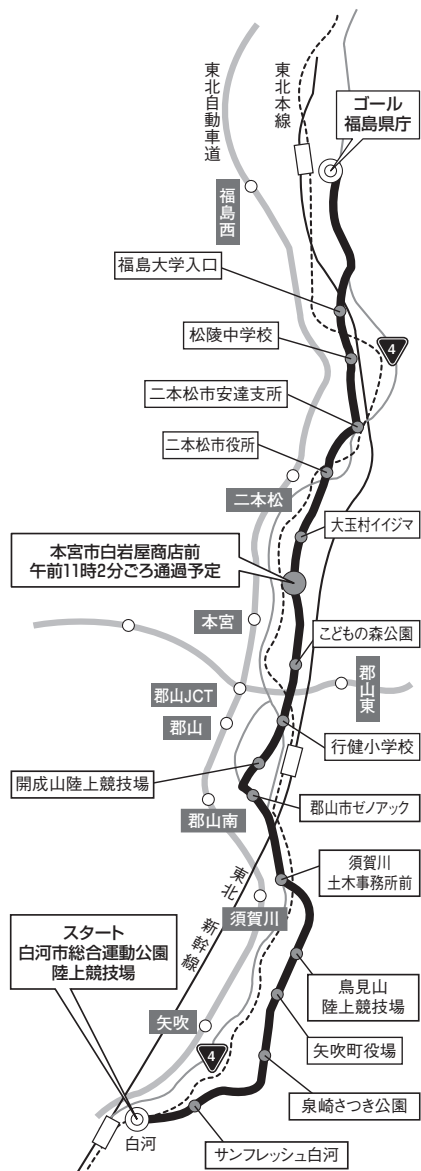 東北自動車道
東北本線
ゴール
福島県庁
福島西
福島大学入口
松陵中学校
4
二本松市安達支所
二本松市役所
二本松
大玉村イイジマ
本宮市白岩屋商店前
午前11時2分ごろ通過予定
本宮
こどもの森公園
郡山東
郡山JCT
郡山
行健小学校
開成山陸上競技場
郡山南
郡山市ゼノアック
東北新幹線
須賀川
土木事務所前
須賀川
スタート
白河市総合運動公園
陸上競技場
鳥見山
陸上競技場
矢吹
矢吹町役場
4
泉崎さつき公園
白河
サンフレッシュ白河